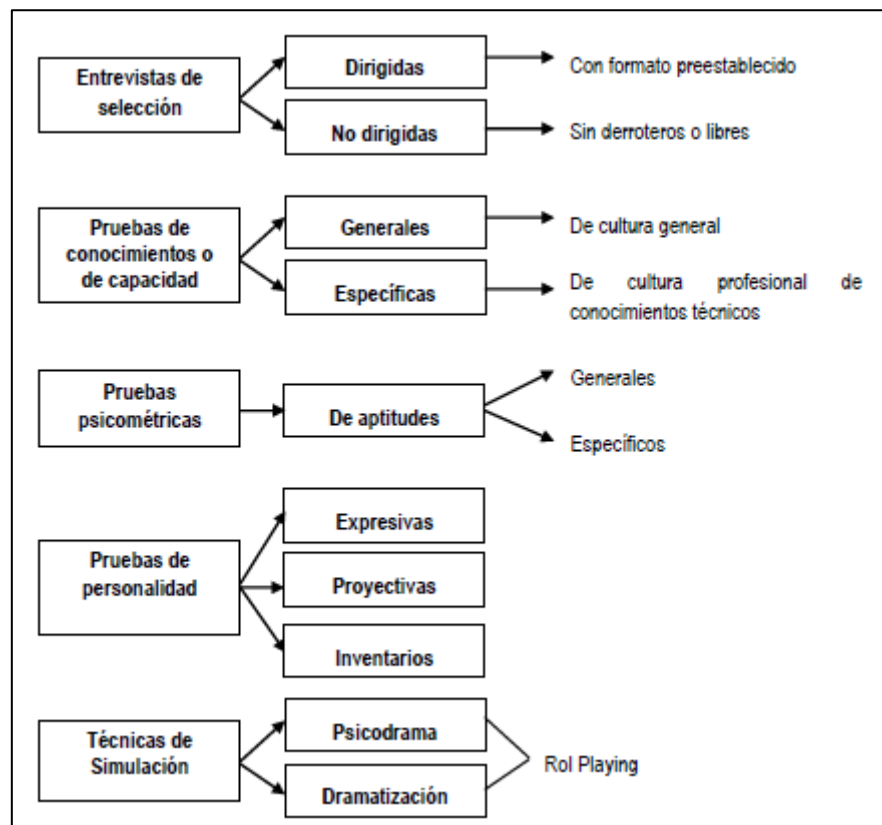 Entrevistas de
selección
Dirigidas
Con formato preestablecido
No dirigidas
Sin derroteros o libres
Pruebas de
conocimientos o
de capacidad
Generales
De cultura general
Específicas
De cultura profesional de
conocimientos técnicos
Pruebas
psicométricas
De aptitudes
Generales
Específicos
Pruebas de
personalidad
Expresivas
Proyectivas
Inventarios
Técnicas de
Simulación
Psicodrama
Dramatización
Rol Playing